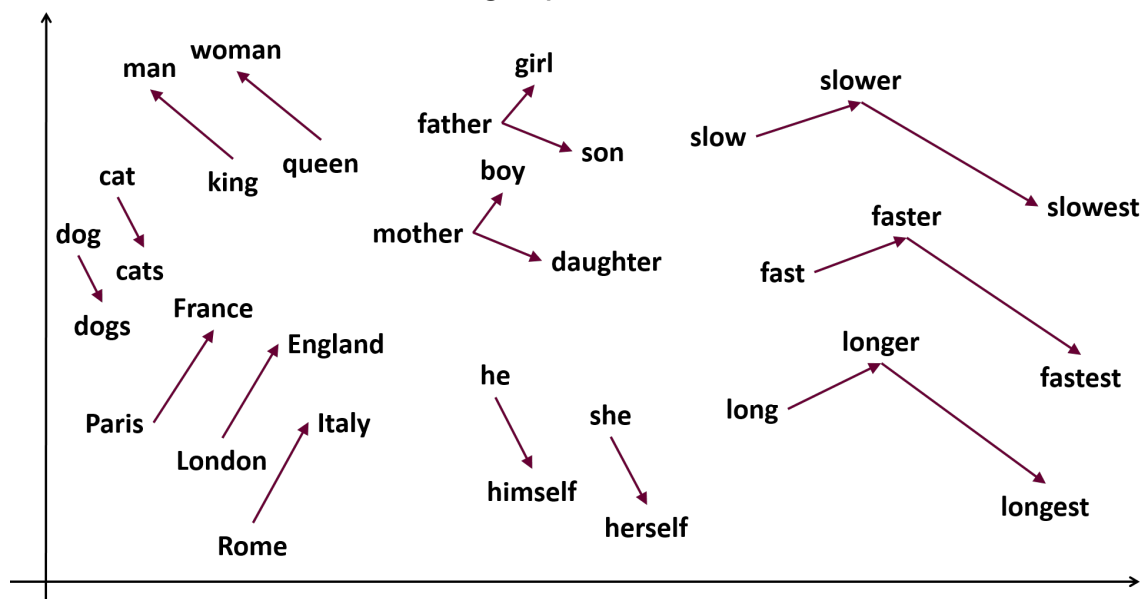 woman
man
king
queen
cat
cats
dog
dogs
France
Paris
England
London
Italy
Rome
girl
father
son
boy
mother
daughter
he
himself
she
herself
slower
slow
slowest
faster
fast
fastest
longer
long
longest